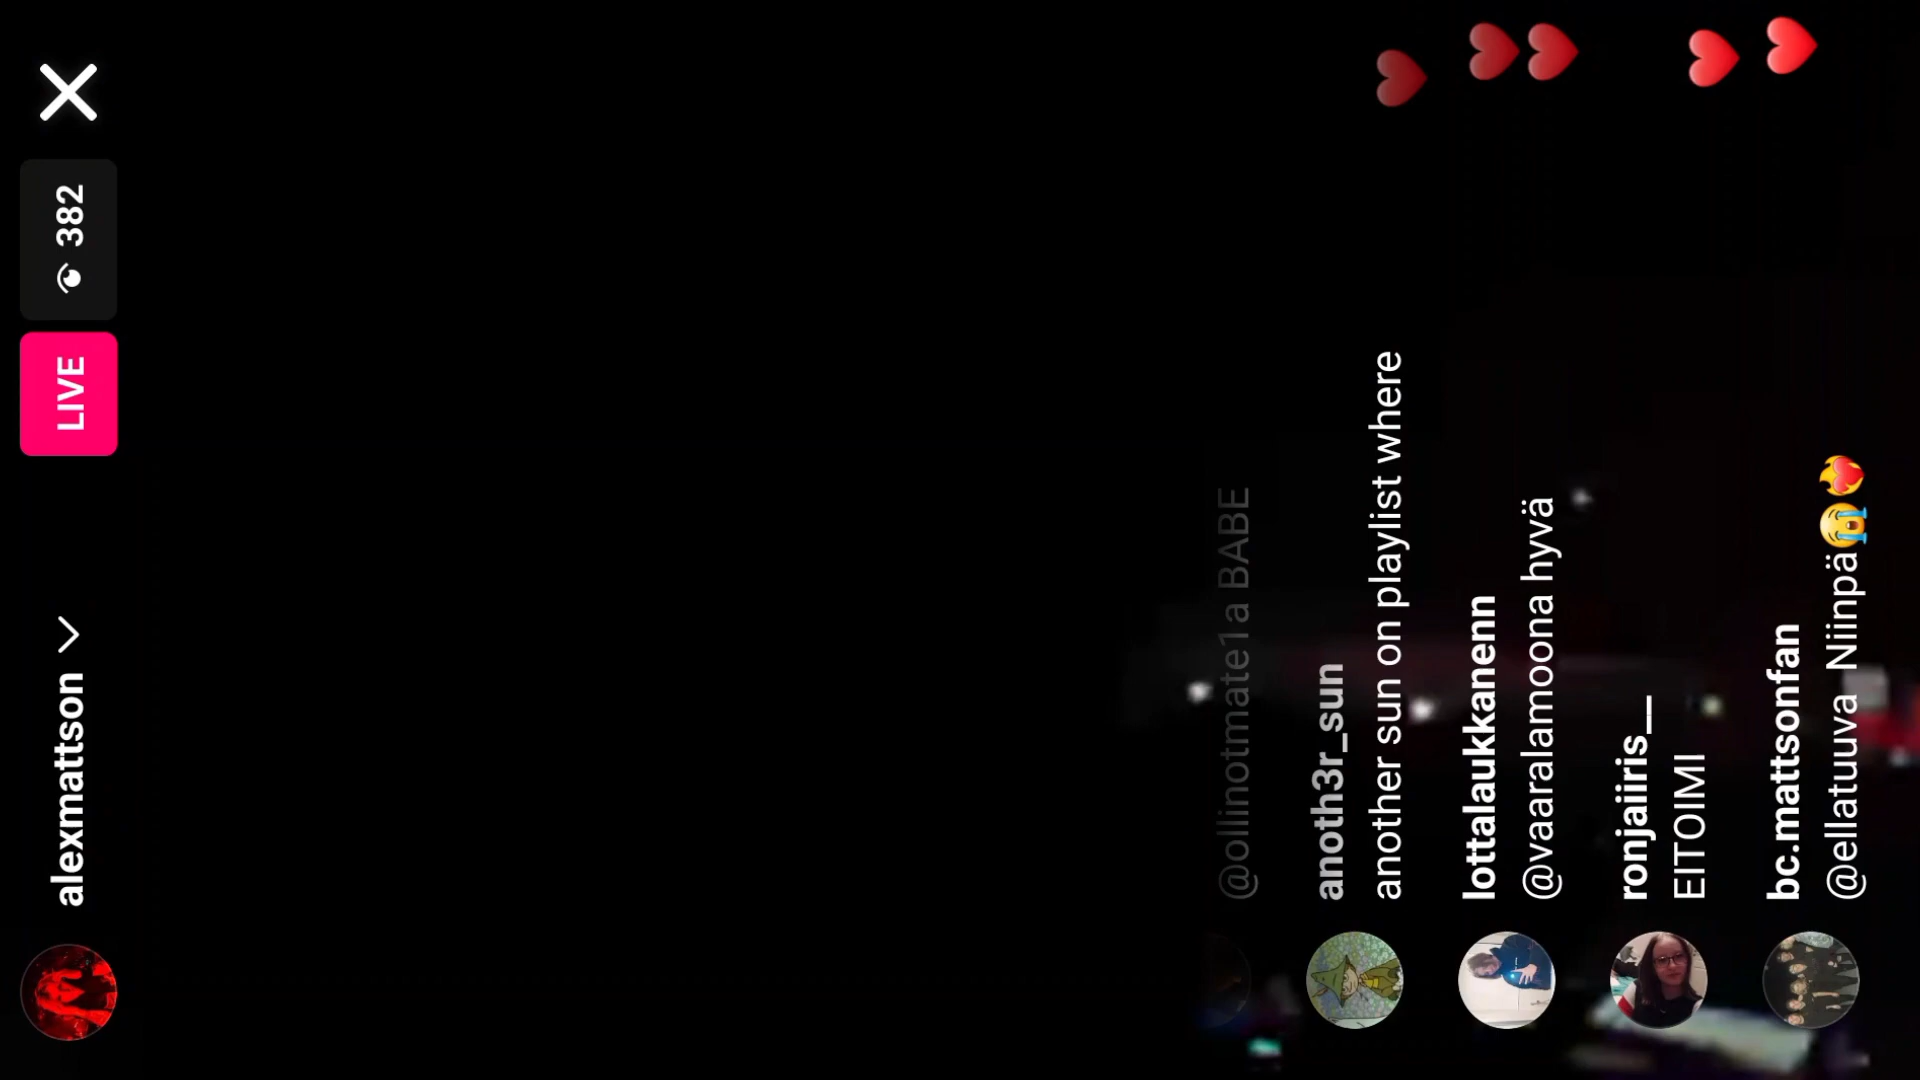 alexmattson
LIVE
382
@ollinotmate1a BABE
anoth3r_sun
another sun on playlist where
lottalaukkanenn
@vaaralamoona hyvä
ronjaiiris__
EITOIMI
bc.mattsonfan
@ellatuuva Niinpä😭❤️‍🔥